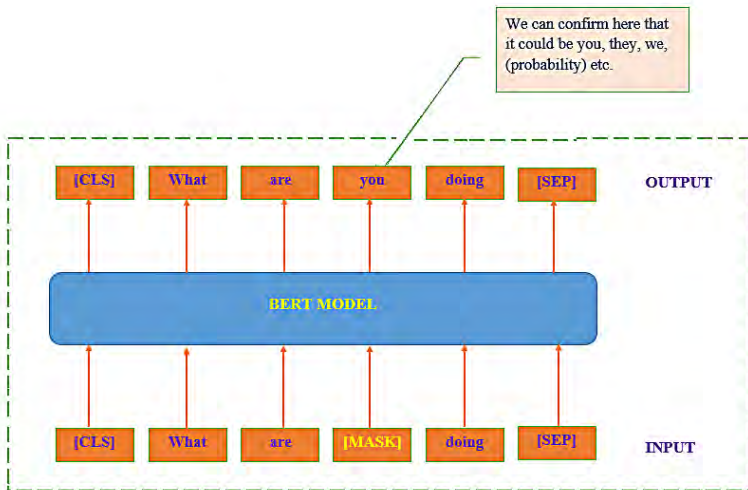 We can confirm here that
it could be you, they, we,
(probability) etc.
[CLS] What are you doing [SEP] OUTPUT
BERT MODEL
[CLS] What are [MASK] doing [SEP] INPUT